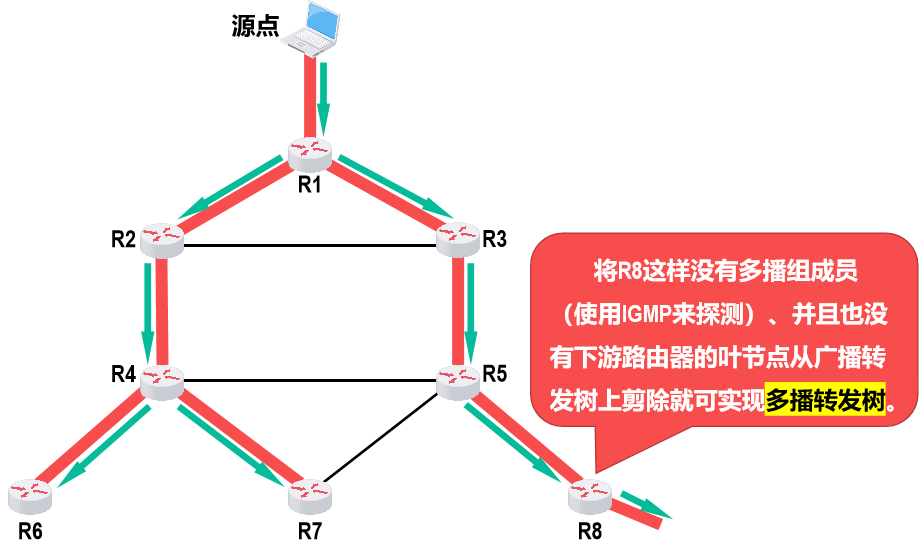 源点
R1
R2
R3
将R8这样没有多播组成员
（使用IGMP来探测）、并且也没
有下游路由器的叶节点从广播转
发树上剪除就可实现多播转发树。
R4
R5
R6
R7
R8